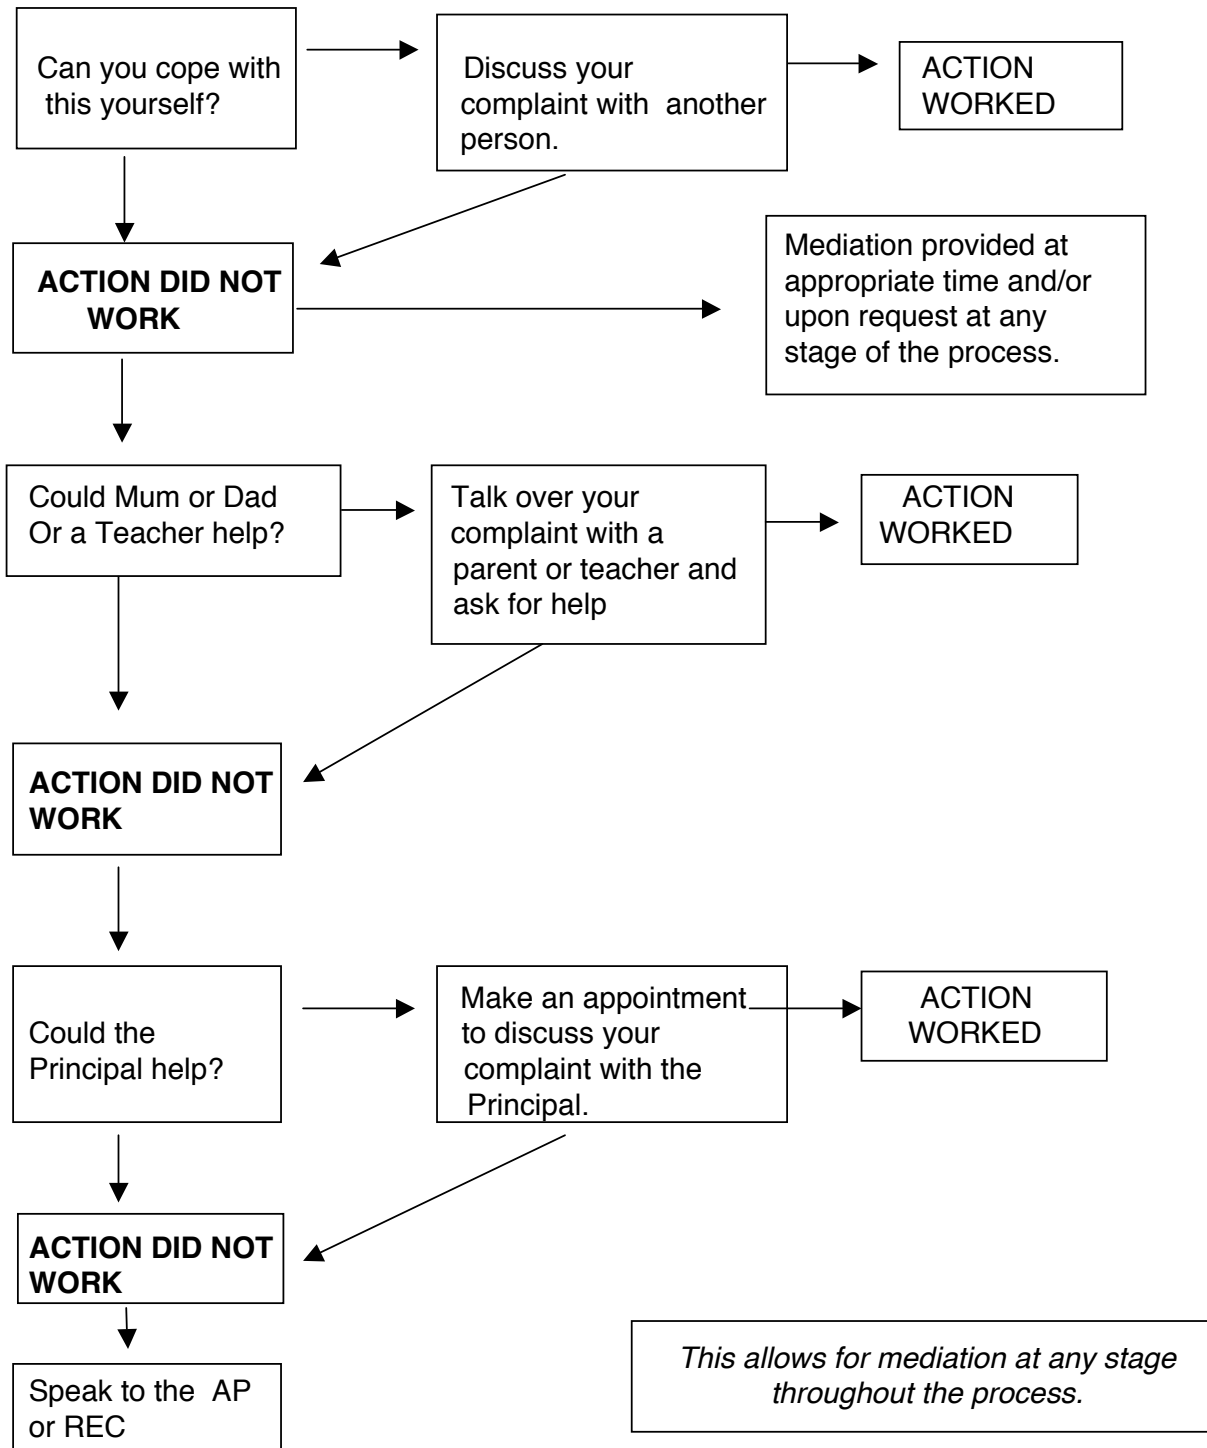 Can you cope with
this yourself?
Discuss your
complaint with another
person.
ACTION
WORKED
ACTION DID NOT
WORK
Mediation provided at
appropriate time and/or
upon request at any
stage of the process.
Could Mum or Dad
Or a Teacher help?
Talk over your
complaint with a
parent or teacher and
ask for help
ACTION
WORKED
ACTION DID NOT
WORK
Could the
Principal help?
Make an appointment
to discuss your
complaint with the
Principal.
ACTION
WORKED
ACTION DID NOT
WORK
Speak to the AP
or REC
This allows for mediation at any stage
throughout the process.